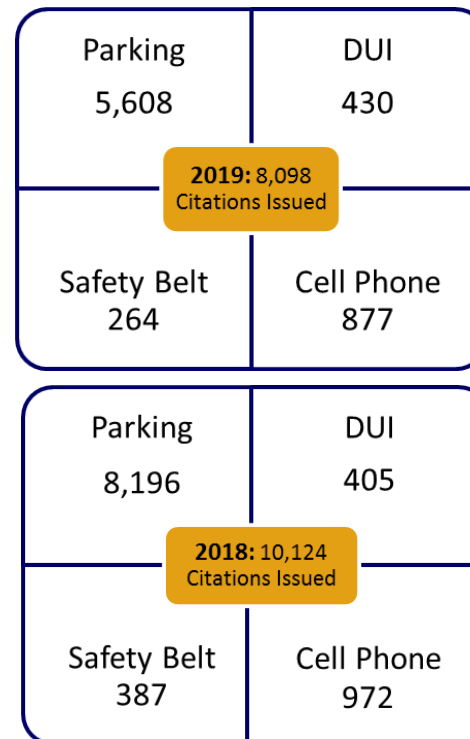 Parking
DUI
5,608
430
2019: 8,098
Citations Issued
Safety Belt
Cell Phone
264
877
Parking
DUI
8,196
405
2018: 10,124
Citations Issued
Safety Belt
Cell Phone
387
972